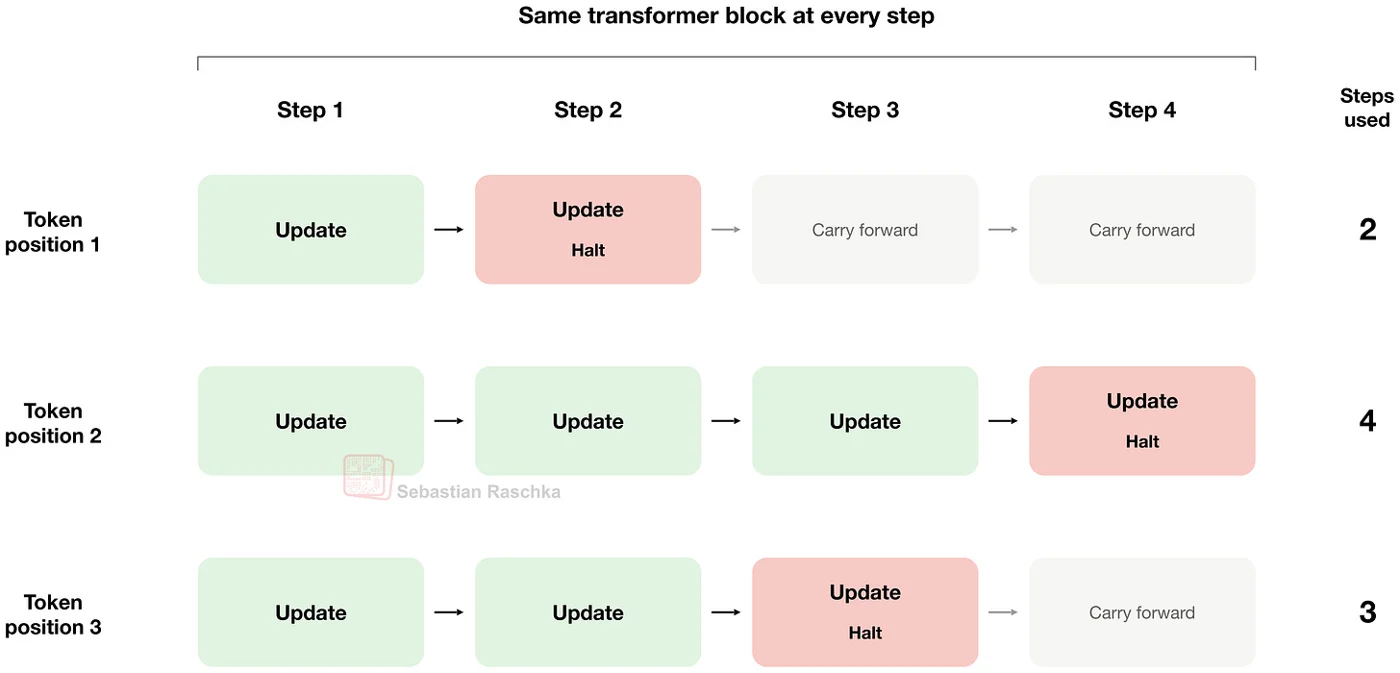 Same transformer block at every step
Step 1
Step 2
Step 3
Step 4
Steps
used
Token
position 1
Update
Update
Halt
Carry forward
Carry forward
2
Token
position 2
Update
Update
Update
Update
Halt
4
Sebastian Raschka
Token
position 3
Update
Update
Update
Halt
Carry forward
3